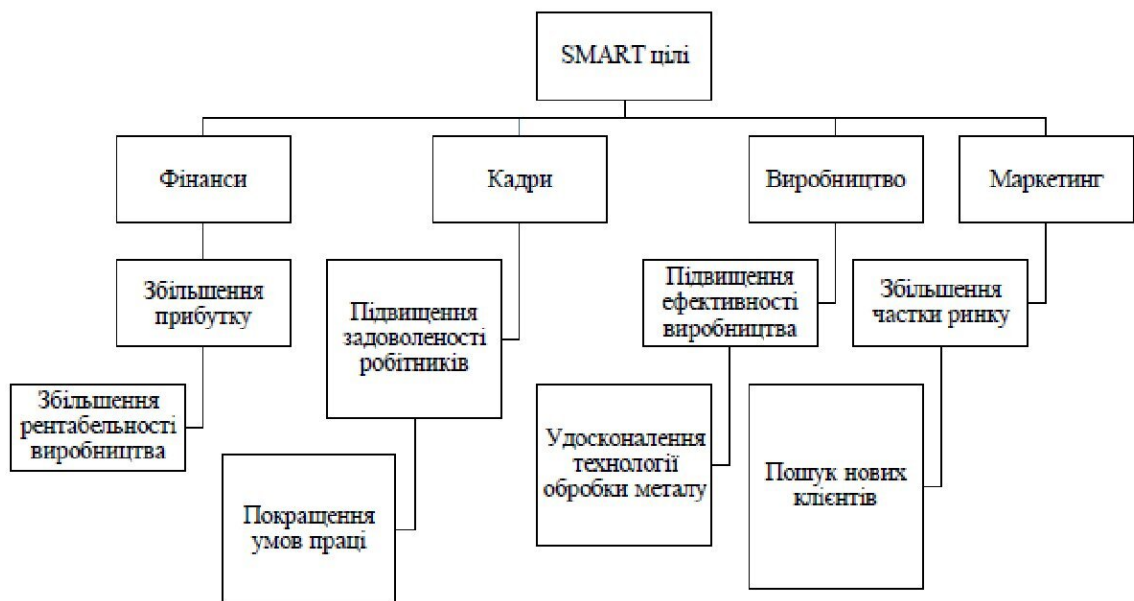 SMART цілі
Фінанси
Кадри
Виробництво
Маркетинг
Збільшення
прибутку
Підвищення
задоволеності
робітників
Підвищення
ефективності
виробництва
Збільшення
частки ринку
Збільшення
рентабельності
виробництва
Покращення
умов праці
Удосконалення
технології
обробки металу
Пошук нових
клієнтів